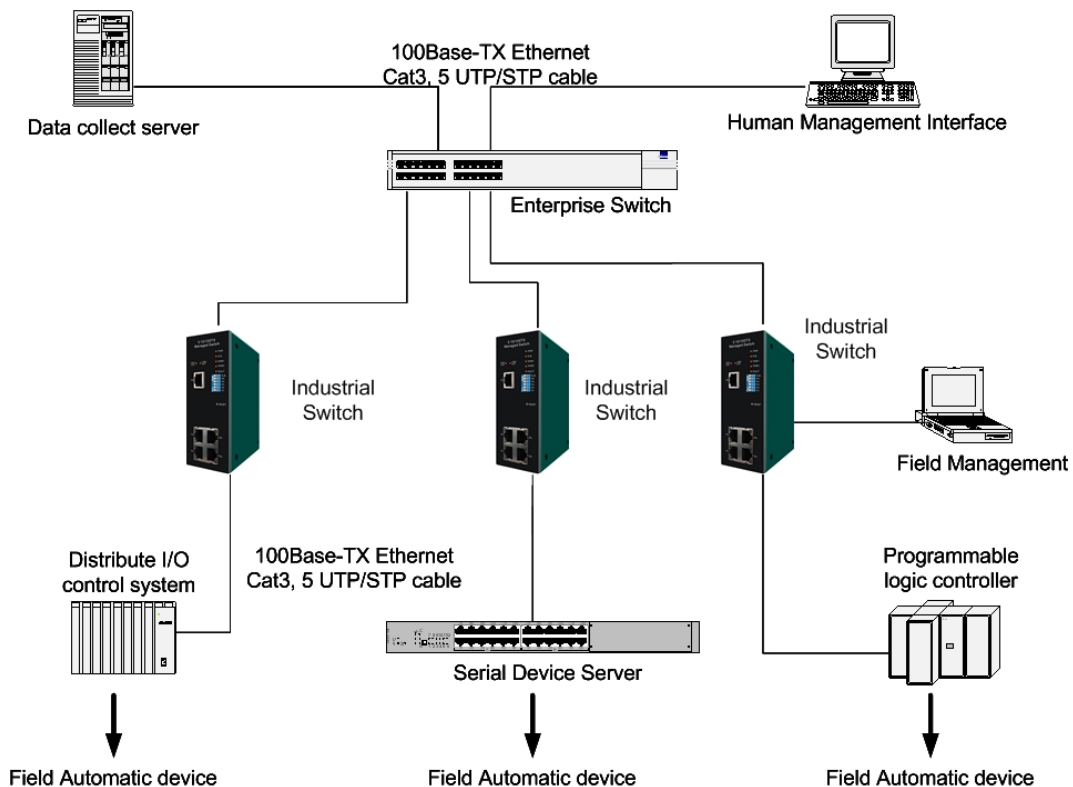 100Base-TX Ethernet
Cat3, 5 UTP/STP cable
Data collect server
Human Management Interface
Enterprise Switch
Industrial
Switch
Industrial
Switch
Industrial
Switch
Field Management
Distribute I/O
control system
100Base-TX Ethernet
Cat3, 5 UTP/STP cable
Programmable
logic controller
Serial Device Server
Field Automatic device
Field Automatic device
Field Automatic device